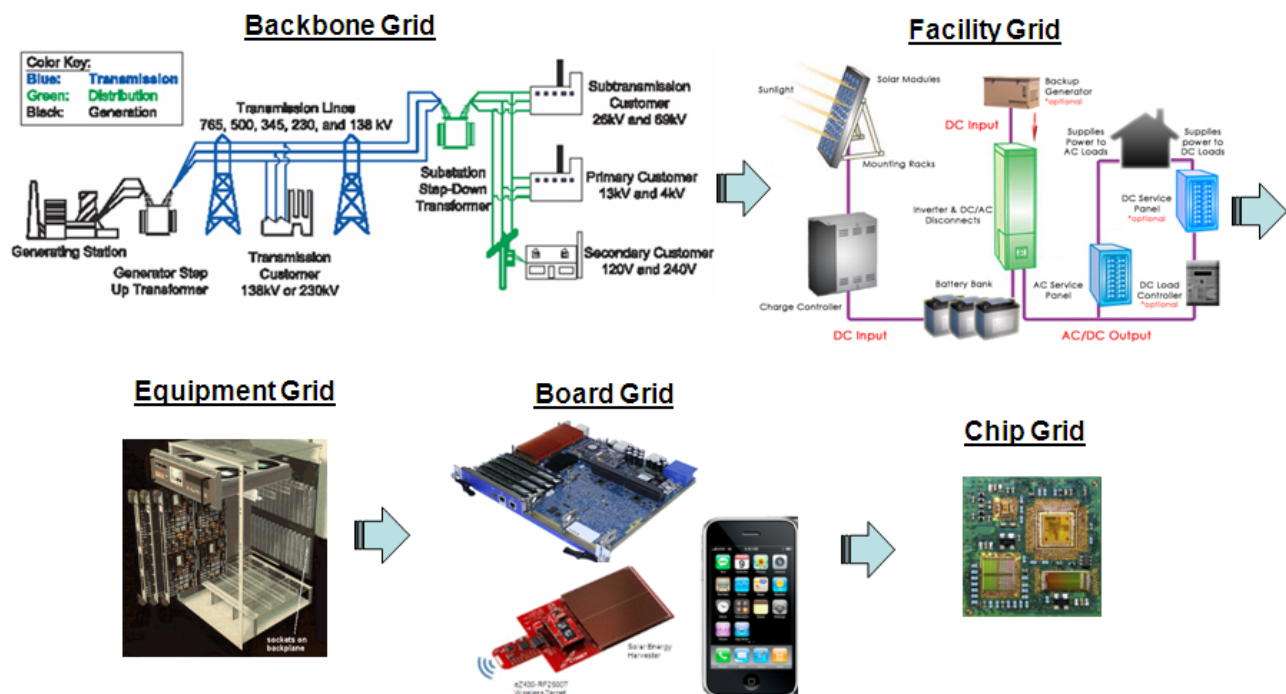 Backbone Grid
Color Key:
Blue: Transmission
Green: Distribution
Black: Generation
Transmission Lines
765, 500, 345, 230, and 138 kV
Subtransmission
Customer
26kV and 69kV
Substation
Step-Down
Transformer
Primary Customer
13kV and 4kV
Generating Station
Generator Step
Up Transformer
Transmission
Customer
138kV or 230kV
Secondary Customer
120V and 240V
Facility Grid
Solar Modules
Sunlight
Mounting Racks
Backup
Generator
*optional
DC Input
Supplies
Power to
AC Loads
Supplies
power to
DC Loads
Inverter & DC/AC
Disconnects
DC Service
Panel
*optional
Charge Controller
Battery Bank
AC Service
Panel
DC Load
Controller
*optional
DC Input
AC/DC Output
Equipment Grid
sockets on
backplane
Board Grid
Solar Energy
Harvester
eZ430-RF2500T
Wireless Target
Chip Grid